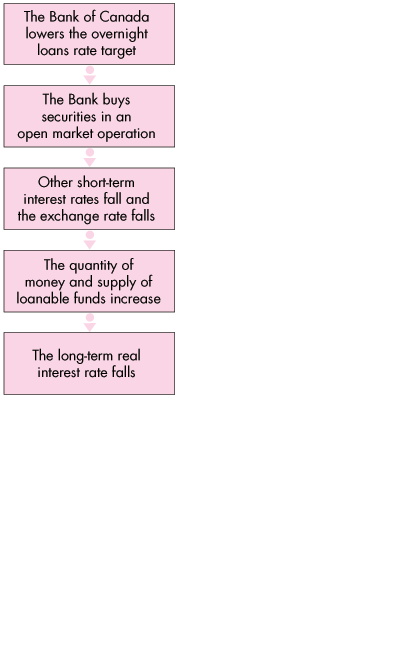 The Bank of Canada
lowers the overnight
loans rate target
The Bank buys
securities in an
open market operation
Other short-term
interest rates fall and
the exchange rate falls
The quantity of
money and supply of
loanable funds increase
The long-term real
interest rate falls